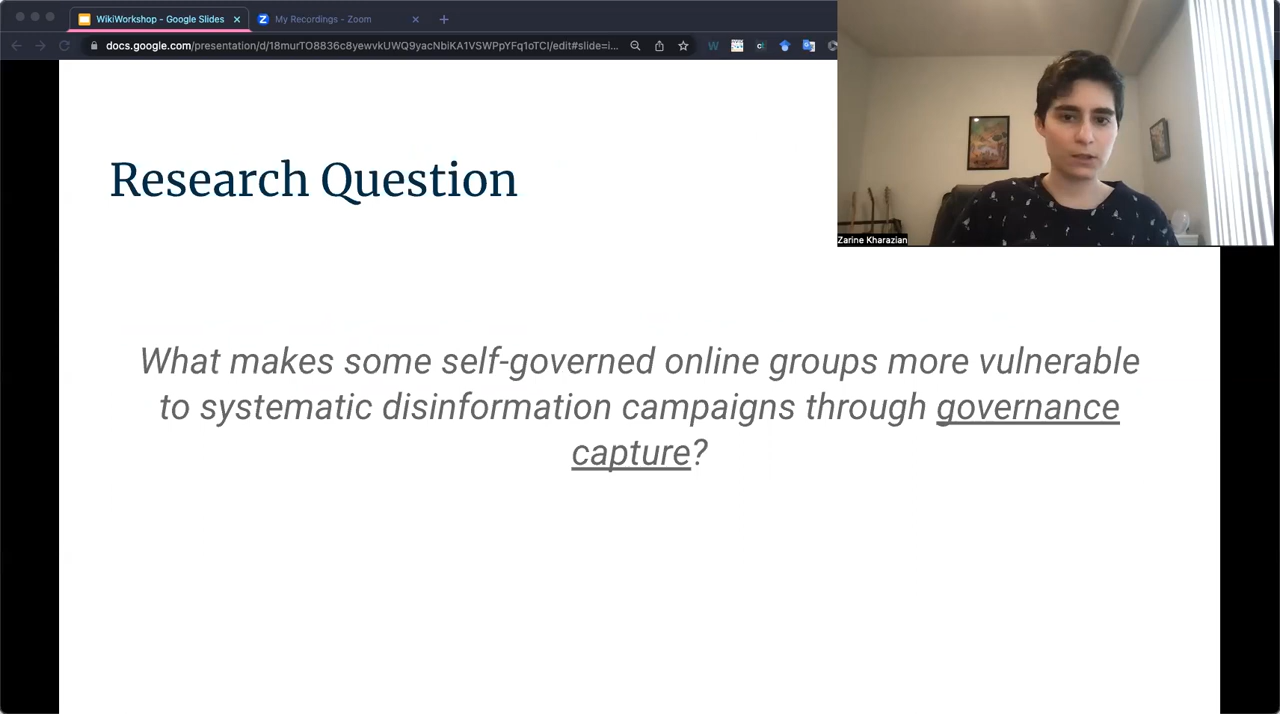 WikiWorkshop - Google Slides
My Recordings - Zoom
docs.google.com/presentation/d/18murTO8836c8yewvkUWQ9yacNbiKA1VSWPpYFq1oTCI/edit#slide=i...
Zarine Kharazian
Research Question
What makes some self-governed online groups more vulnerable
to systematic disinformation campaigns through governance
capture?